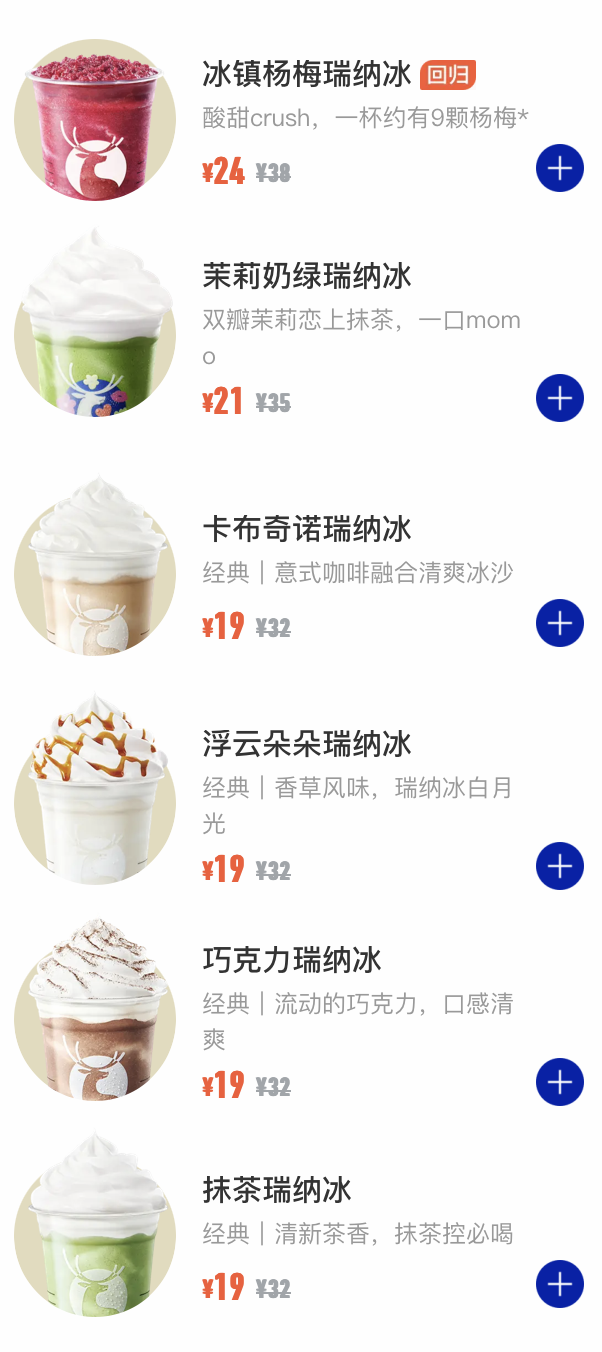 冰镇杨梅瑞纳冰 回归
酸甜crush，一杯约有9颗杨梅*
¥24 ¥38
茉莉奶绿瑞纳冰
双瓣茉莉恋上抹茶，一口mom
o
¥21 ¥35
卡布奇诺瑞纳冰
经典｜意式咖啡融合清爽冰沙
¥19 ¥32
浮云朵朵瑞纳冰
经典｜香草风味，瑞纳冰白月
光
¥19 ¥32
巧克力瑞纳冰
经典｜流动的巧克力，口感清
爽
¥19 ¥32
抹茶瑞纳冰
经典｜清新茶香，抹茶控必喝
¥19 ¥32